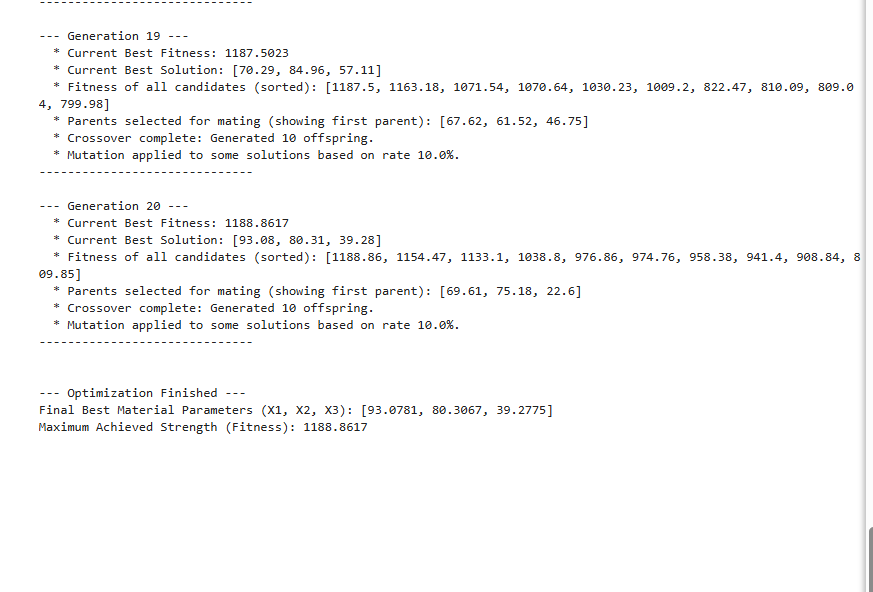 ------------------------------
--- Generation 19 ---
* Current Best Fitness: 1187.5023
* Current Best Solution: [70.29, 84.96, 57.11]
* Fitness of all candidates (sorted): [1187.5, 1163.18, 1071.54, 1070.64, 1030.23, 1009.2, 822.47, 810.09, 809.0
4, 799.98]
* Parents selected for mating (showing first parent): [67.62, 61.52, 46.75]
* Crossover complete: Generated 10 offspring.
* Mutation applied to some solutions based on rate 10.0%.
------------------------------
--- Generation 20 ---
* Current Best Fitness: 1188.8617
* Current Best Solution: [93.08, 80.31, 39.28]
* Fitness of all candidates (sorted): [1188.86, 1154.47, 1133.1, 1038.8, 976.86, 974.76, 958.38, 941.4, 908.84, 8
09.85]
* Parents selected for mating (showing first parent): [69.61, 75.18, 22.6]
* Crossover complete: Generated 10 offspring.
* Mutation applied to some solutions based on rate 10.0%.
------------------------------
--- Optimization Finished ---
Final Best Material Parameters (X1, X2, X3): [93.0781, 80.3067, 39.2775]
Maximum Achieved Strength (Fitness): 1188.8617